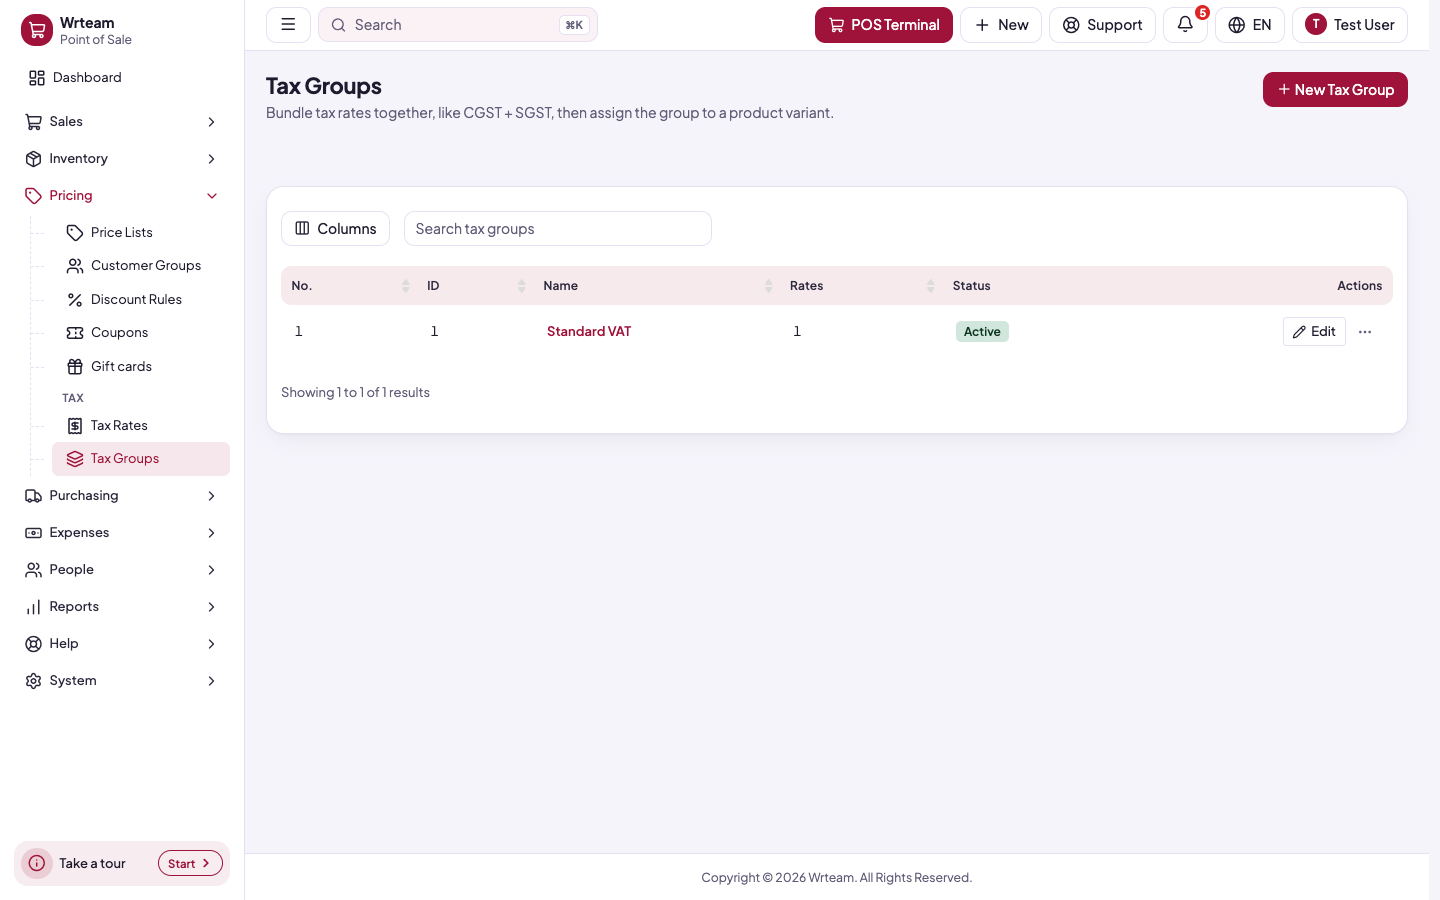 Wrteam
Point of Sale
Search
⌘K
POS Terminal
New
Support
5
EN
T
Test User
Dashboard
Sales
Inventory
Pricing
Price Lists
Customer Groups
Discount Rules
Coupons
Gift cards
TAX
Tax Rates
Tax Groups
Purchasing
Expenses
People
Reports
Help
System
Take a tour
Start
Tax Groups
Bundle tax rates together, like CGST + SGST, then assign the group to a product variant.
+ New Tax Group
Columns
Search tax groups
No. ID Name Rates Status Actions
1 1 Standard VAT 1 Active Edit ...
Showing 1 to 1 of 1 results
Copyright © 2026 Wrteam. All Rights Reserved.